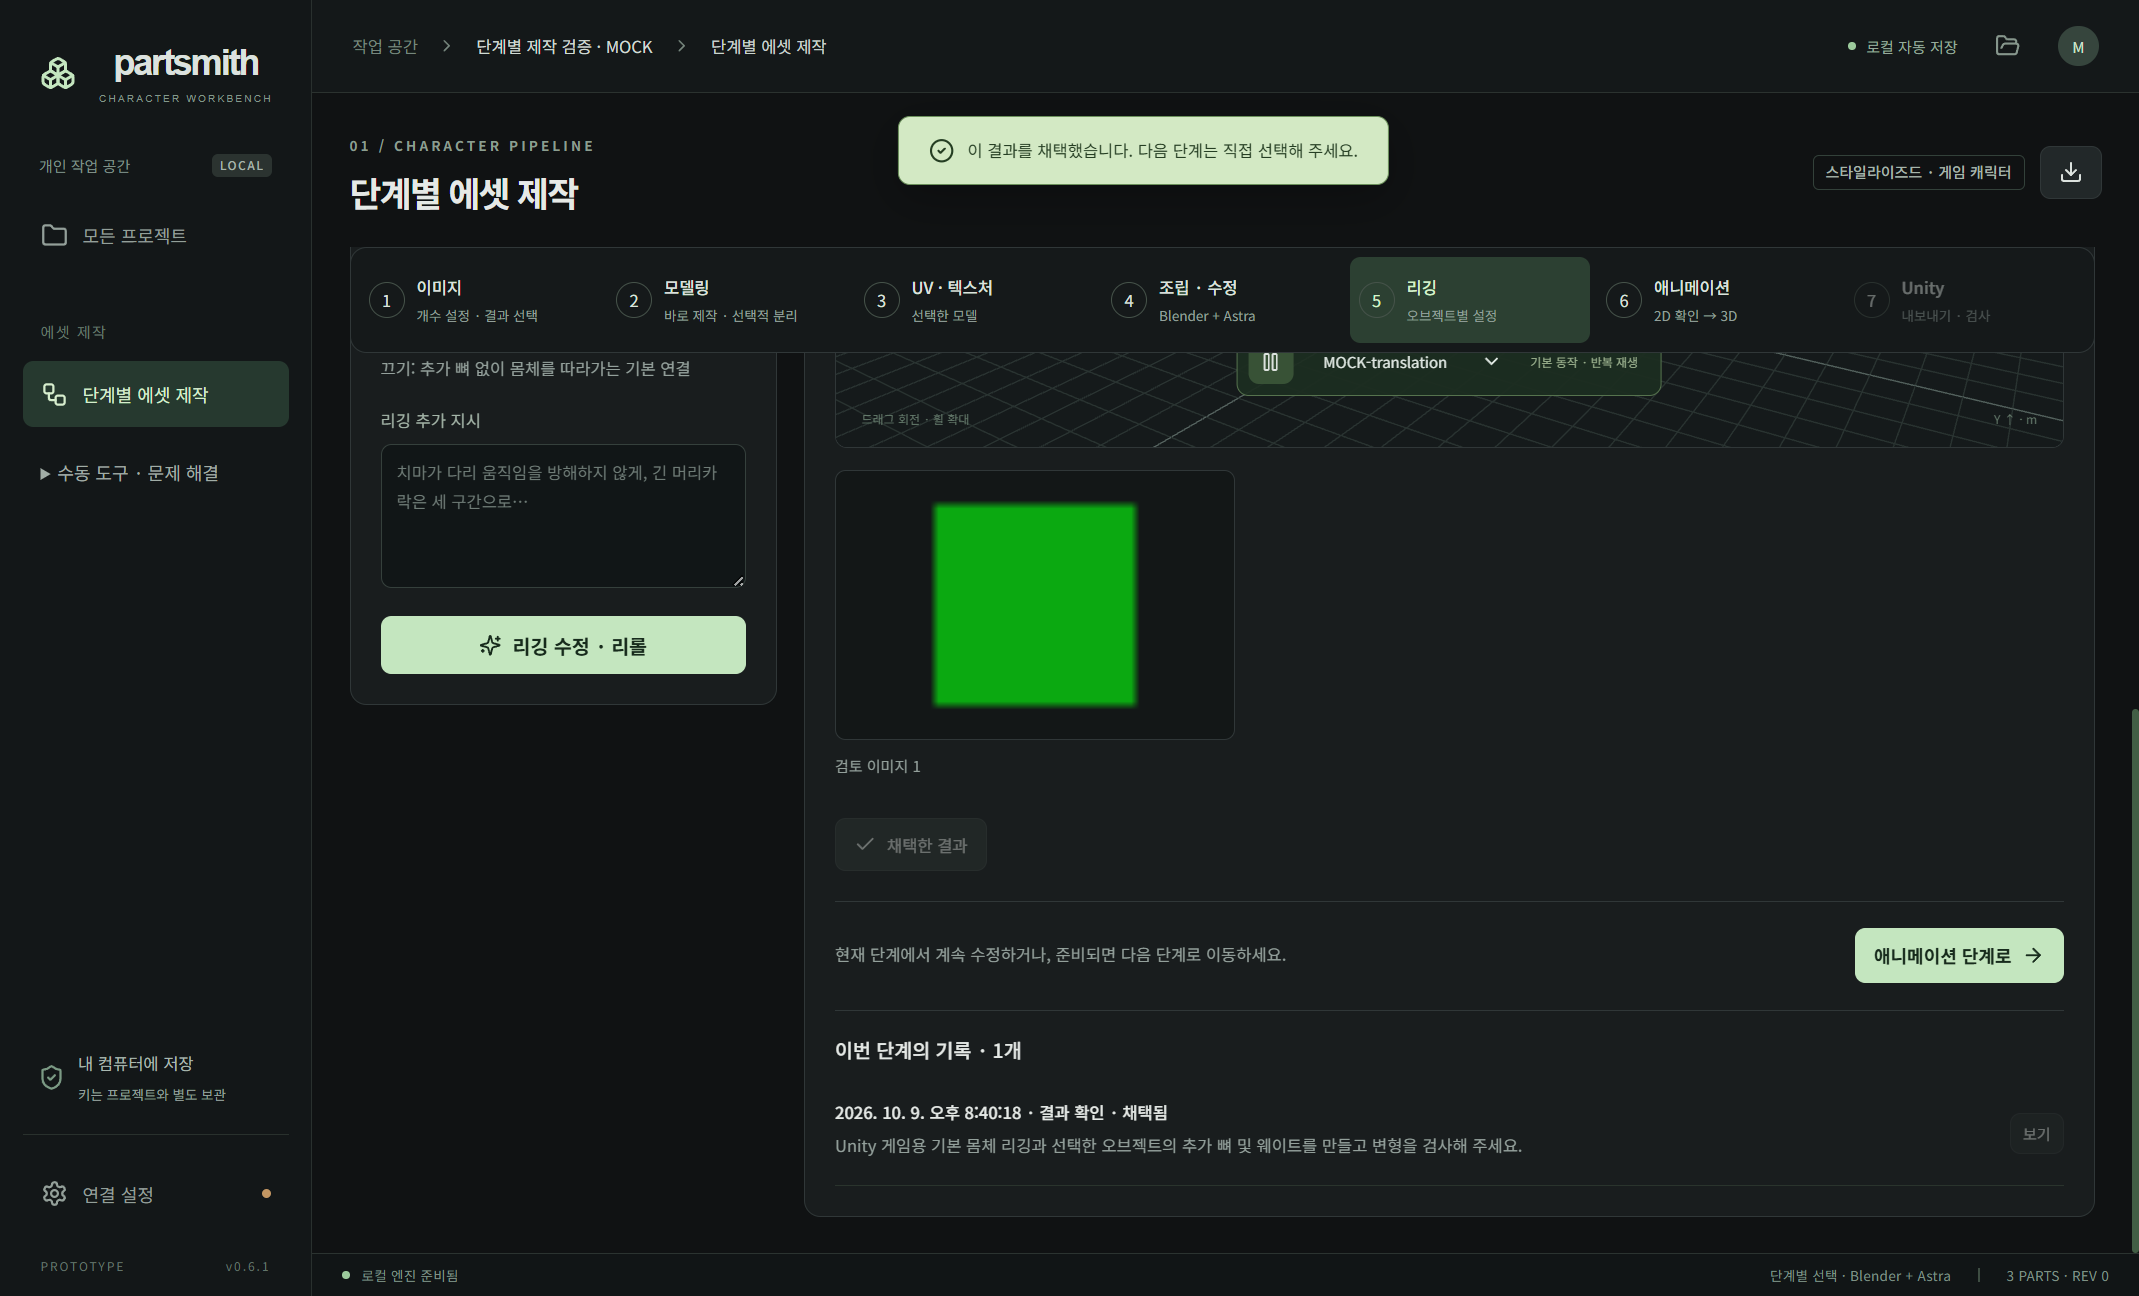 partsmith
CHARACTER WORKBENCH
개인 작업 공간
LOCAL
모든 프로젝트
에셋 제작
단계별 에셋 제작
수동 도구 · 문제 해결
내 컴퓨터에 저장
키는 프로젝트와 별도 보관
연결 설정
PROTOTYPE
v0.6.1
작업 공간
단계별 제작 검증 · MOCK
단계별 에셋 제작
로컬 자동 저장
M
01 / CHARACTER PIPELINE
단계별 에셋 제작
이 결과를 채택했습니다. 다음 단계는 직접 선택해 주세요.
스타일라이즈드 · 게임 캐릭터
1
이미지
개수 설정 · 결과 선택
2
모델링
바로 제작 · 선택적 분리
3
UV · 텍스처
선택한 모델
4
조립 · 수정
Blender + Astra
5
리깅
오브젝트별 설정
6
애니메이션
2D 확인 → 3D
7
Unity
내보내기 · 검사
끄기: 추가 뼈 없이 몸체를 따라가는 기본 연결
리깅 추가 지시
치마가 다리 움직임을 방해하지 않게, 긴 머리카
락은 세 구간으로…
리깅 수정 · 리롤
MOCK-translation
기본 동작 · 반복 재생
드래그 회전 · 휠 확대
Y ↑ · m
검토 이미지 1
채택한 결과
현재 단계에서 계속 수정하거나, 준비되면 다음 단계로 이동하세요.
애니메이션 단계로
이번 단계의 기록 · 1개
2026. 10. 9. 오후 8:40:18 · 결과 확인 · 채택됨
Unity 게임용 기본 몸체 리깅과 선택한 오브젝트의 추가 뼈 및 웨이트를 만들고 변형을 검사해 주세요.
보기
로컬 엔진 준비됨
단계별 선택 · Blender + Astra
3 PARTS · REV 0